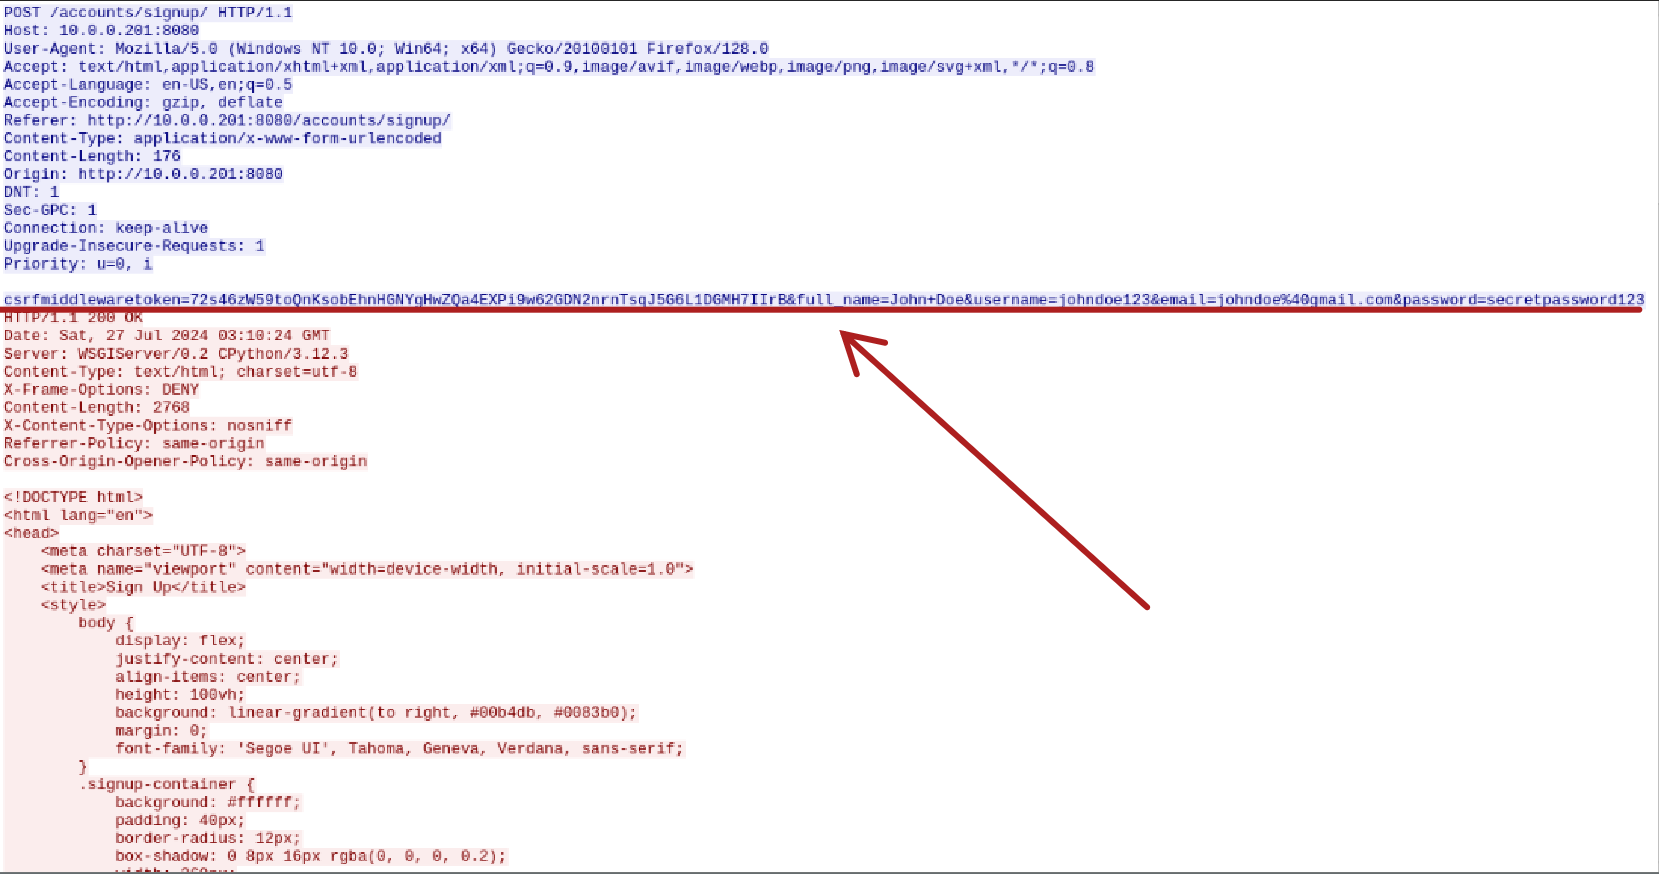 POST /accounts/signup/ HTTP/1.1
Host: 10.0.0.201:8080
User-Agent: Mozilla/5.0 (Windows NT 10.0; Win64; x64) Gecko/20100101 Firefox/128.0
Accept: text/html,application/xhtml+xml,application/xml;q=0.9,image/avif,image/webp,image/png,image/svg+xml,*/*;q=0.8
Accept-Language: en-US,en;q=0.5
Accept-Encoding: gzip, deflate
Referer: http://10.0.0.201:8080/accounts/signup/
Content-Type: application/x-www-form-urlencoded
Content-Length: 176
Origin: http://10.0.0.201:8080
DNT: 1
Sec-GPC: 1
Connection: keep-alive
Upgrade-Insecure-Requests: 1
Priority: u=0, i
csrfmiddlewaretoken=72s46zW59toQnKsobEhnHGNYqHwZQa4EXPi9w62GDN2nrnTsqJ5G6L1DGMH7IIrB&full_name=John+Doe&username=johndoe123&email=johndoe%40gmail.com&password=secretpassword123
HTTP/1.1 200 OK
Date: Sat, 27 Jul 2024 03:10:24 GMT
Server: WSGIServer/0.2 CPython/3.12.3
Content-Type: text/html; charset=utf-8
X-Frame-Options: DENY
Content-Length: 2768
X-Content-Type-Options: nosniff
Referrer-Policy: same-origin
Cross-Origin-Opener-Policy: same-origin
<!DOCTYPE html>
<html lang="en">
<head>
    <meta charset="UTF-8">
    <meta name="viewport" content="width=device-width, initial-scale=1.0">
    <title>Sign Up</title>
    <style>
        body {
            display: flex;
            justify-content: center;
            align-items: center;
            height: 100vh;
            background: linear-gradient(to right, #00b4db, #0083b0);
            margin: 0;
            font-family: 'Segoe UI', Tahoma, Geneva, Verdana, sans-serif;
        }
        .signup-container {
            background: #ffffff;
            padding: 40px;
            border-radius: 12px;
            box-shadow: 0 8px 16px rgba(0, 0, 0, 0.2);